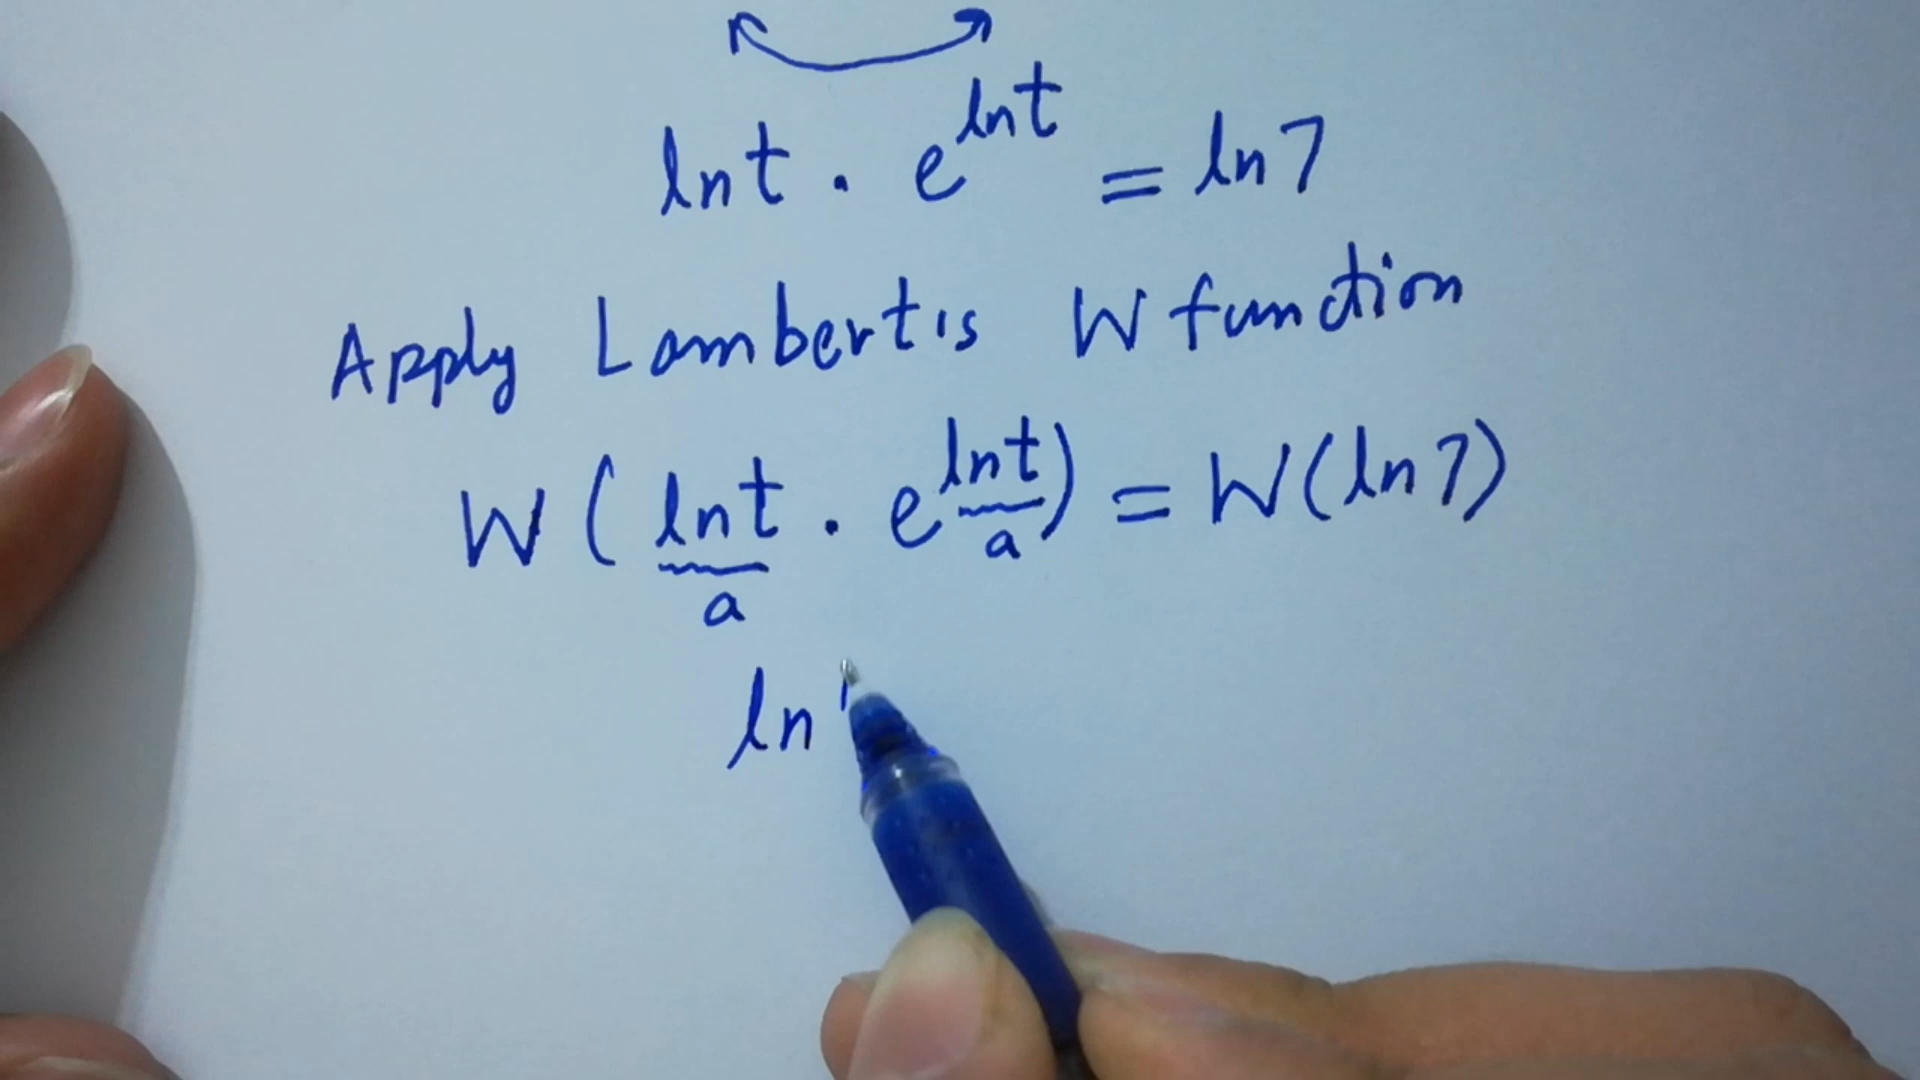 ln t · e^ln t = ln 7
Apply Lambert's W function
W ( ln t · e^ln t ) = W ( ln 7 )
a a
ln